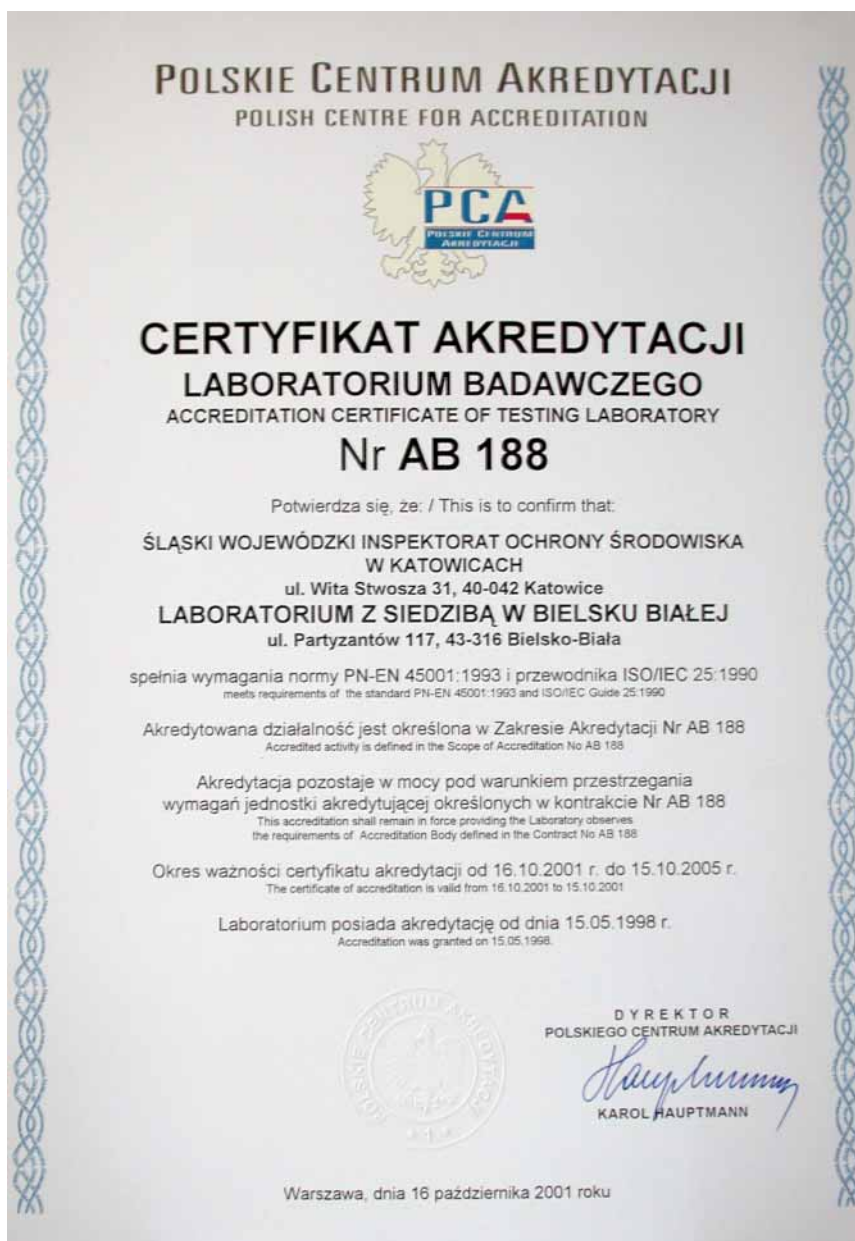 POLSKIE CENTRUM AKREDYTACJI
POLISH CENTRE FOR ACCREDITATION
PCA
POLSKIE CENTRUM
AKREDYTACJI
CERTYFIKAT AKREDYTACJI
LABORATORIUM BADAWCZEGO
ACCREDITATION CERTIFICATE OF TESTING LABORATORY
Nr AB 188
Potwierdza się, że: / This is to confirm that:
ŚLĄSKI WOJEWÓDZKI INSPEKTORAT OCHRONY ŚRODOWISKA
W KATOWICACH
ul. Wita Stwosza 31, 40-042 Katowice
LABORATORIUM Z SIEDZIBĄ W BIELSKU BIAŁEJ
ul. Partyzantów 117, 43-316 Bielsko-Biała
spełnia wymagania normy PN-EN 45001:1993 i przewodnika ISO/IEC 25:1990
meets requirements of the standard PN-EN 45001:1993 and ISO/IEC Guide 25:1990
Akredytowana działalność jest określona w Zakresie Akredytacji Nr AB 188
Accredited activity is defined in the Scope of Accreditation No AB 188
Akredytacja pozostaje w mocy pod warunkiem przestrzegania
wymagań jednostki akredytującej określonych w kontrakcie Nr AB 188
This accreditation shall remain in force providing the Laboratory observes
the requirements of Accreditation Body defined in the Contract No AB 188
Okres ważności certyfikatu akredytacji od 16.10.2001 r. do 15.10.2005 r.
The certificate of accreditation is valid from 16.10.2001 to 15.10.2001
Laboratorium posiada akredytację od dnia 15.05.1998 r.
Accreditation was granted on 15.05.1998.
POLSKIE CENTRUM AKREDYTACJI
* 1 *
DYREKTOR
POLSKIEGO CENTRUM AKREDYTACJI
Hauptmann
KAROL HAUPTMANN
Warszawa, dnia 16 października 2001 roku